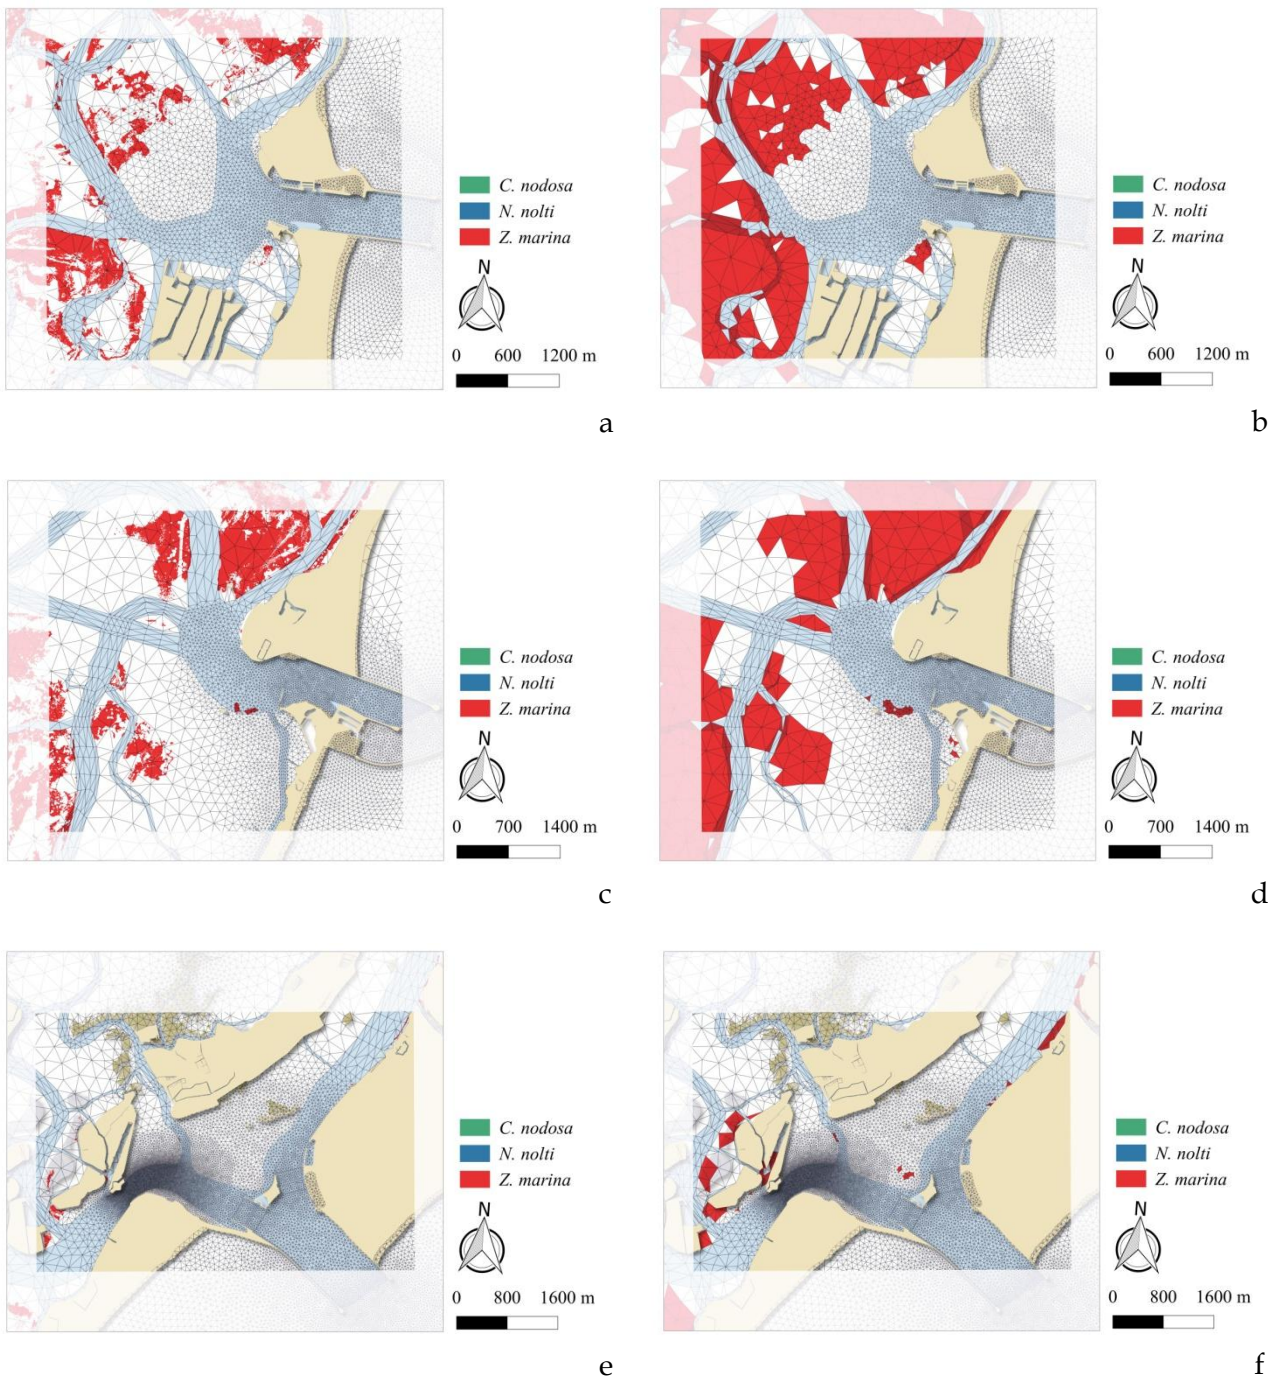 C. nodosa
N. nolti
Z. marina
N
0 600 1200 m
a
C. nodosa
N. nolti
Z. marina
N
0 600 1200 m
b
C. nodosa
N. nolti
Z. marina
N
0 700 1400 m
c
C. nodosa
N. nolti
Z. marina
N
0 700 1400 m
d
C. nodosa
N. nolti
Z. marina
N
0 800 1600 m
e
C. nodosa
N. nolti
Z. marina
N
0 800 1600 m
f